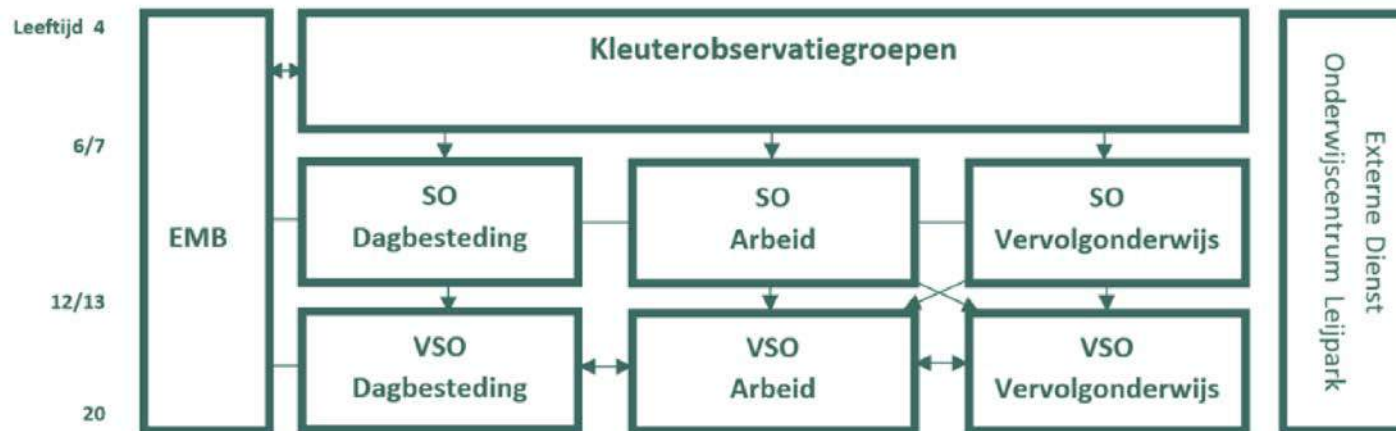 Leeftijd 4
Kleuterobservatiegroepen
6/7
EMB
SO
Dagbesteding
SO
Arbeid
SO
Vervolgonderwijs
12/13
VSO
Dagbesteding
VSO
Arbeid
VSO
Vervolgonderwijs
20
Externe Dienst
Onderwijscentrum Leijpark